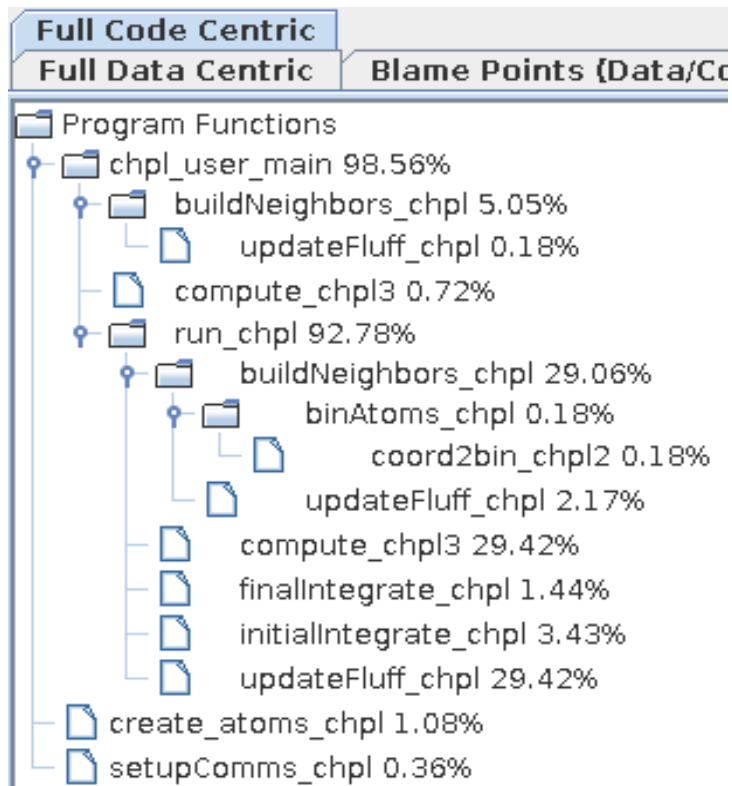 Full Code Centric
Full Data Centric Blame Points (Data/Co
Program Functions
chpl_user_main 98.56%
buildNeighbors_chpl 5.05%
updateFluff_chpl 0.18%
compute_chpl3 0.72%
run_chpl 92.78%
buildNeighbors_chpl 29.06%
binAtoms_chpl 0.18%
coord2bin_chpl2 0.18%
updateFluff_chpl 2.17%
compute_chpl3 29.42%
finalIntegrate_chpl 1.44%
initialIntegrate_chpl 3.43%
updateFluff_chpl 29.42%
create_atoms_chpl 1.08%
setupComms_chpl 0.36%